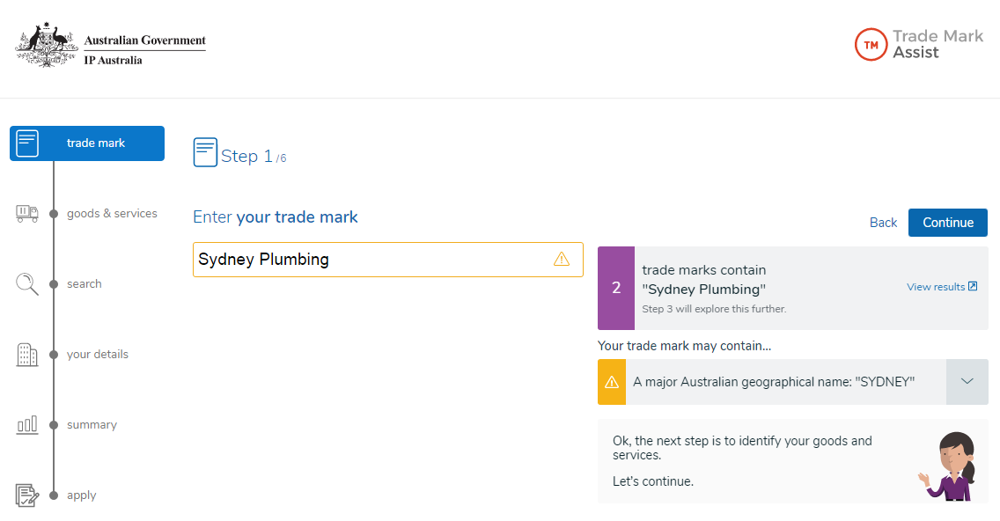 Australian Government
IP Australia
TM
Trade Mark
Assist
trade mark
goods & services
search
your details
summary
apply
Step 1 /6
Enter your trade mark
Sydney Plumbing
Back
Continue
2
trade marks contain
"Sydney Plumbing"
Step 3 will explore this further.
View results
Your trade mark may contain...
A major Australian geographical name: "SYDNEY"
Ok, the next step is to identify your goods and
services.
Let's continue.